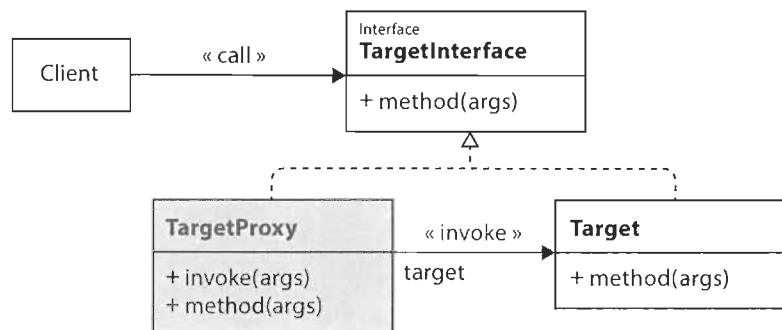 Interface
TargetInterface
Client
« call »
+ method(args)
TargetProxy
« invoke »
Target
+ invoke(args)
target
+ method(args)
+ method(args)